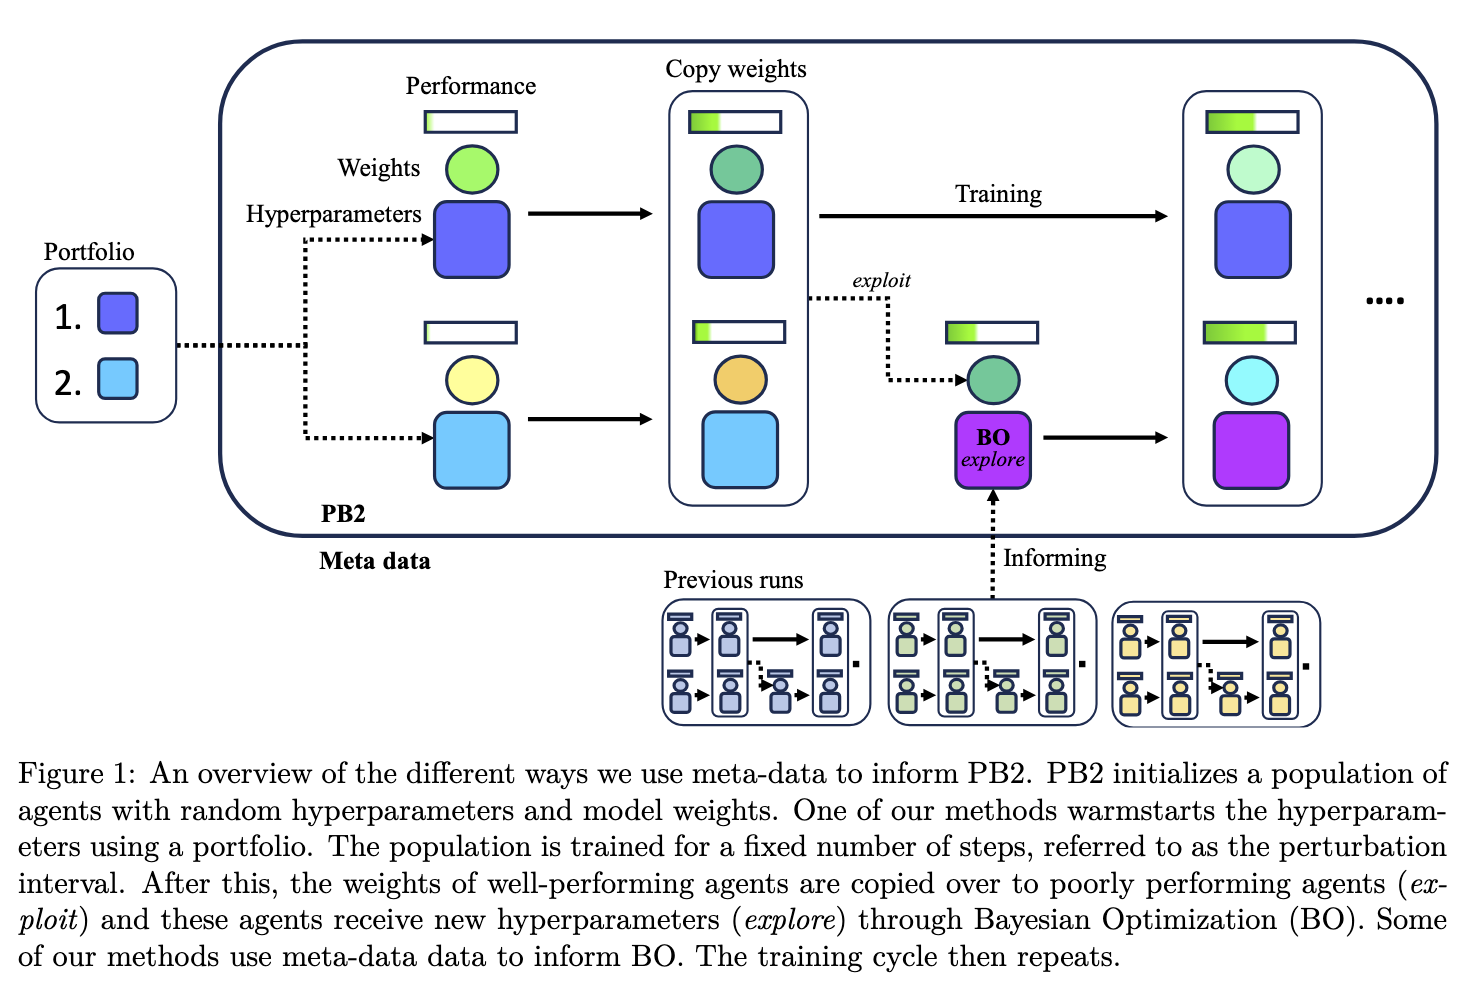 Copy weights
Performance
Weights
Hyperparameters
Training
Portfolio
exploit
1.
2.
....
BO
explore
PB2
Meta data
Informing
Previous runs
Figure 1: An overview of the different ways we use meta-data to inform PB2. PB2 initializes a population of
agents with random hyperparameters and model weights. One of our methods warmstarts the hyperparam-
eters using a portfolio. The population is trained for a fixed number of steps, referred to as the perturbation
interval. After this, the weights of well-performing agents are copied over to poorly performing agents (ex-
ploit) and these agents receive new hyperparameters (explore) through Bayesian Optimization (BO). Some
of our methods use meta-data data to inform BO. The training cycle then repeats.